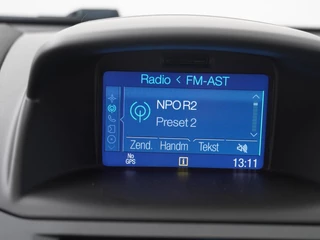 Radio < FM-AST
NPO R2
Preset 2
Zend. Handm Tekst
No
GPS
13:11